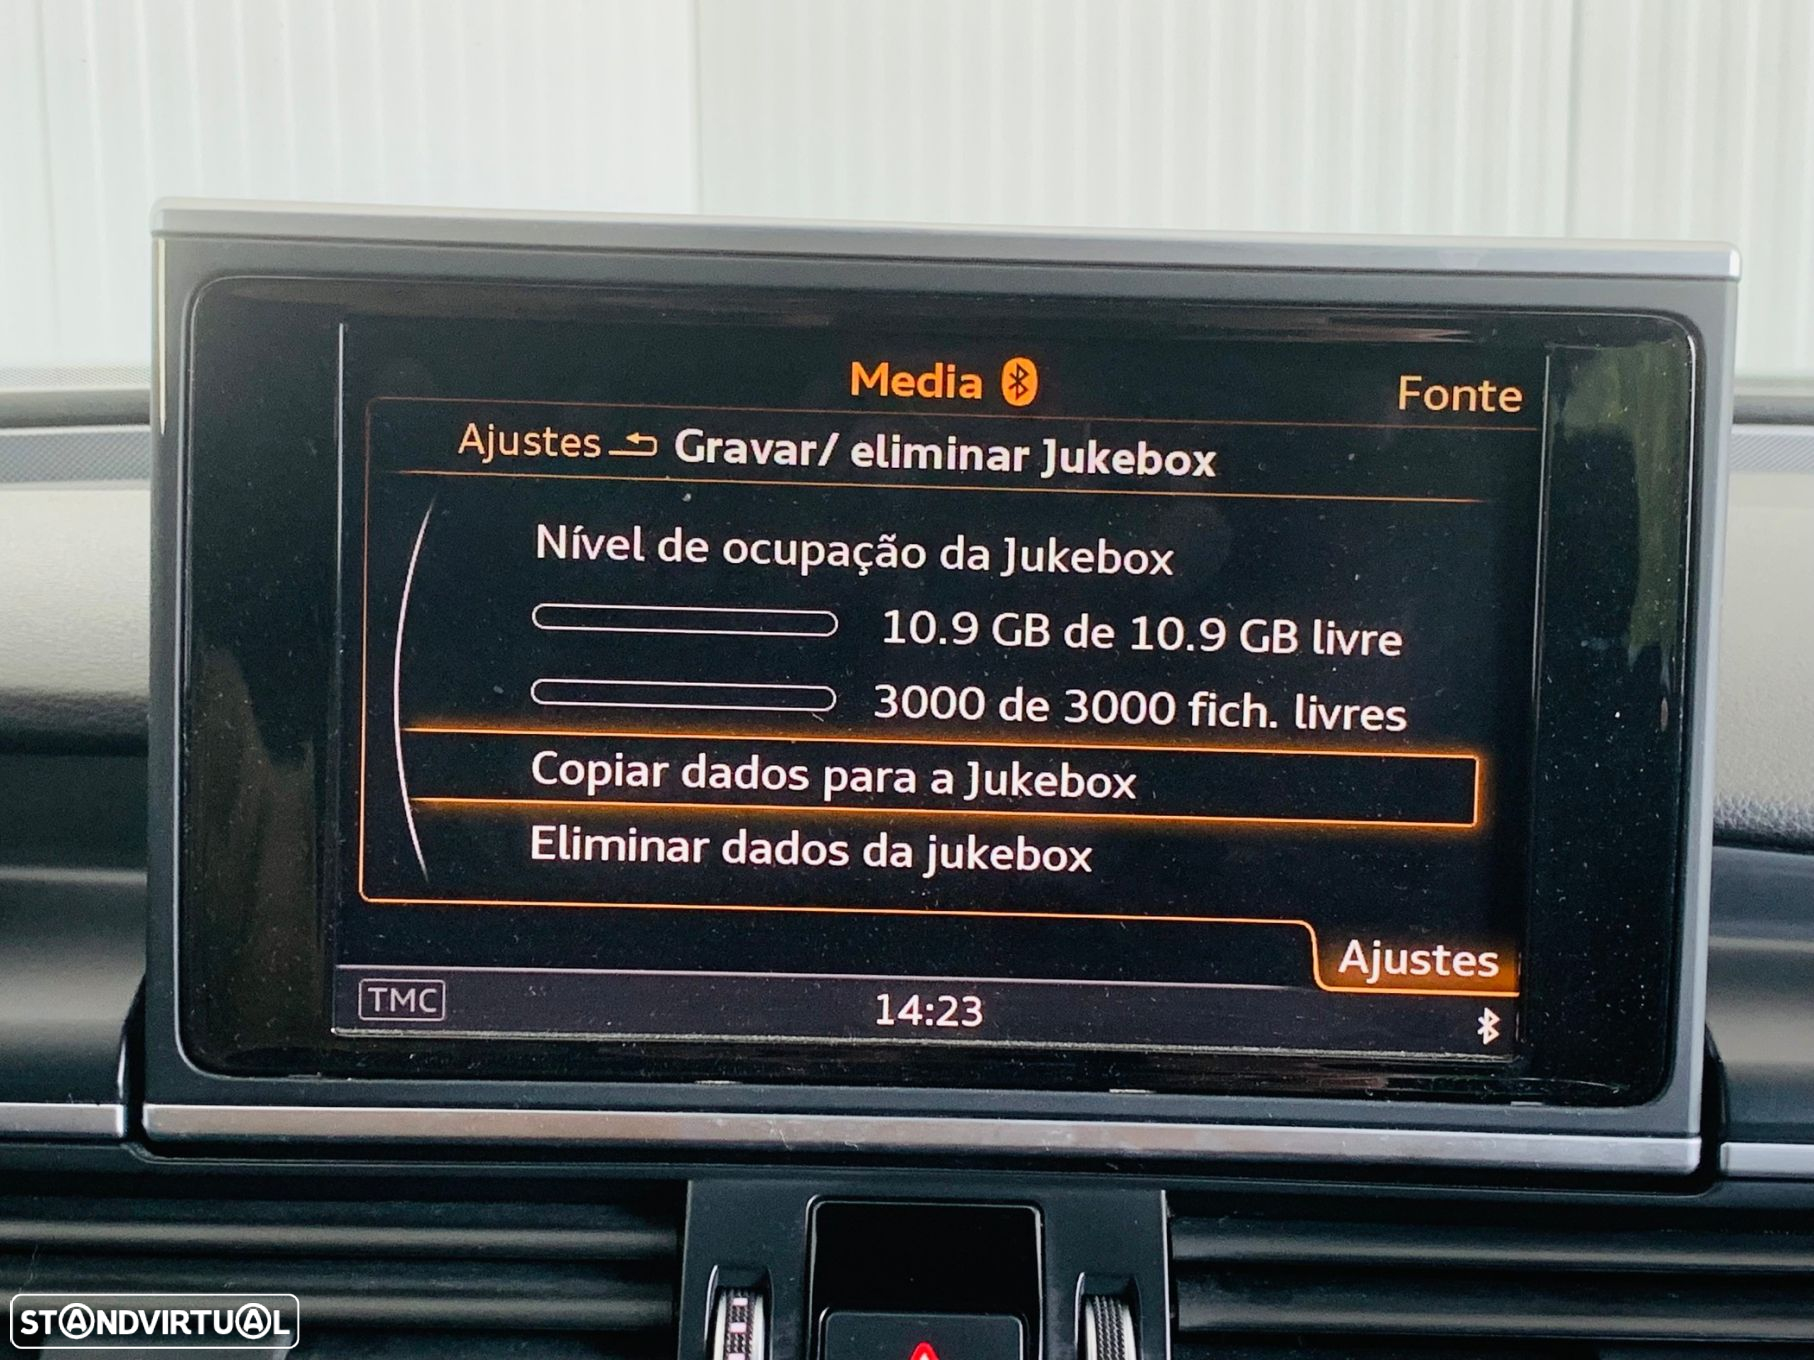 Media
Fonte
Ajustes Gravar/ eliminar Jukebox
Nível de ocupação da Jukebox
10.9 GB de 10.9 GB livre
3000 de 3000 fich. livres
Copiar dados para a Jukebox
Eliminar dados da jukebox
Ajustes
TMC
14:23
STANDVIRTUAL